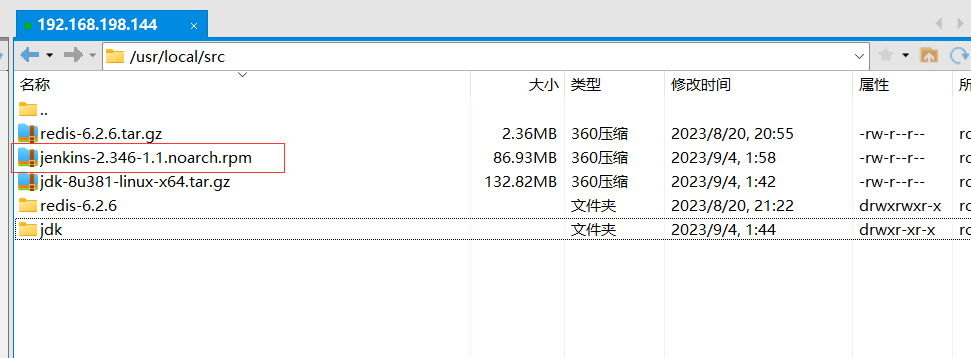 192.168.198.144 ×
/usr/local/src
名称 大小 类型 修改时间 属性 所
..
redis-6.2.6.tar.gz 2.36MB 360压缩 2023/8/20, 20:55 -rw-r--r-- ro
jenkins-2.346-1.1.noarch.rpm 86.93MB 360压缩 2023/9/4, 1:58 -rw-r--r-- ro
jdk-8u381-linux-x64.tar.gz 132.82MB 360压缩 2023/9/4, 1:42 -rw-r--r-- ro
redis-6.2.6 文件夹 2023/8/20, 21:22 drwxrwxr-x ro
jdk 文件夹 2023/9/4, 1:44 drwxr-xr-x ro